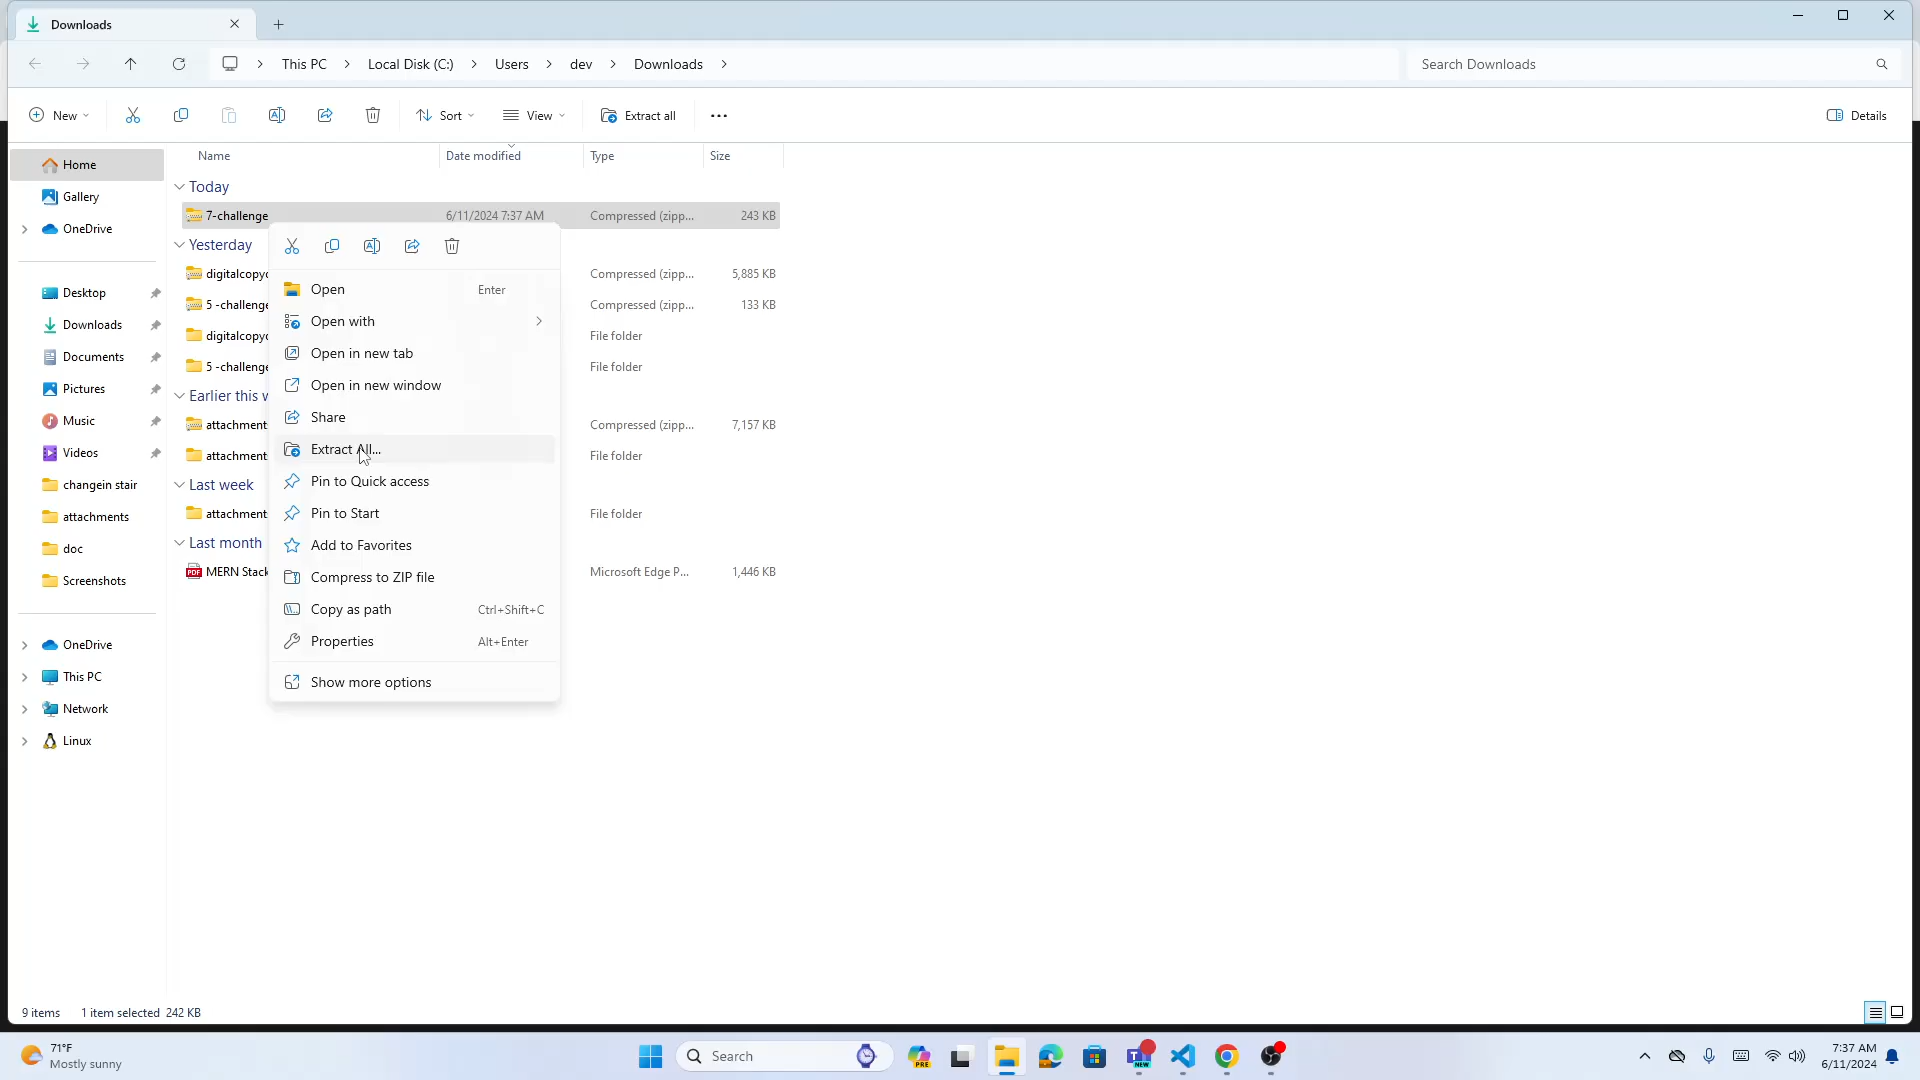 Downloads
This PC
Local Disk (C:)
Users
dev
Downloads
Search Downloads
New
Sort
View
Extract all
Details
Name
Date modified
Type
Size
Home
Gallery
OneDrive
Desktop
Downloads
Documents
Pictures
Music
Videos
changein stair
attachments
doc
Screenshots
OneDrive
This PC
Network
Linux
Today
7-challenge 6/11/2024 7:37 AM Compressed (zipp... 243 KB
Yesterday
Compressed (zipp... 5,885 KB
5 -challenge Compressed (zipp... 133 KB
File folder
5 -challenge File folder
Earlier this w
attachment Compressed (zipp... 7,157 KB
attachment File folder
Last week
attachment File folder
Last month
MERN Stack Microsoft Edge P... 1,446 KB
Open Enter
Open with
Open in new tab
Open in new window
Share
Extract All...
Pin to Quick access
Pin to Start
Add to Favorites
Compress to ZIP file
Copy as path Ctrl+Shift+C
Properties Alt+Enter
Show more options
9 items 1 item selected 242 KB
71°F
Mostly sunny
Search
PRE
NEW
7:37 AM
6/11/2024